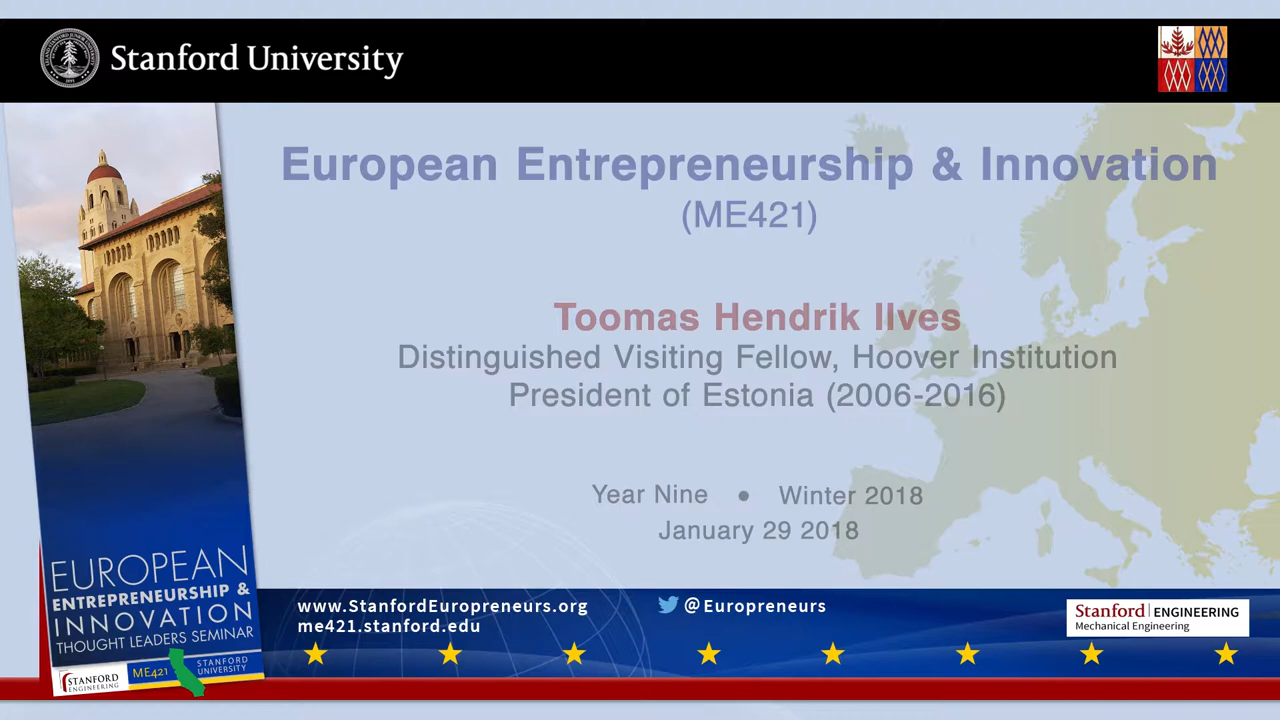 Stanford University
European Entrepreneurship & Innovation
(ME421)
Toomas Hendrik Ilves
Distinguished Visiting Fellow, Hoover Institution
President of Estonia (2006-2016)
Year Nine • Winter 2018
January 29 2018
EUROPEAN
ENTREPRENEURSHIP &
INNOVATION
THOUGHT LEADERS SEMINAR
STANFORD
ENGINEERING
ME421
STANFORD
UNIVERSITY
www.StanfordEuropreneurs.org
@Europreneurs
me421.stanford.edu
Stanford | ENGINEERING
Mechanical Engineering